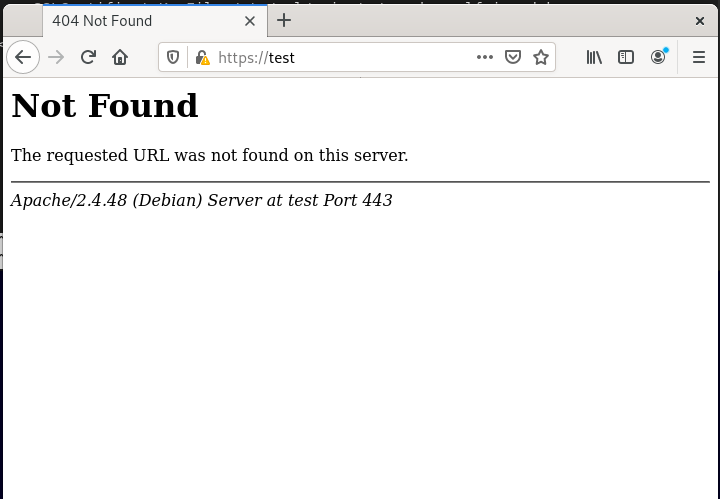 404 Not Found
https://test
Not Found
The requested URL was not found on this server.
Apache/2.4.48 (Debian) Server at test Port 443